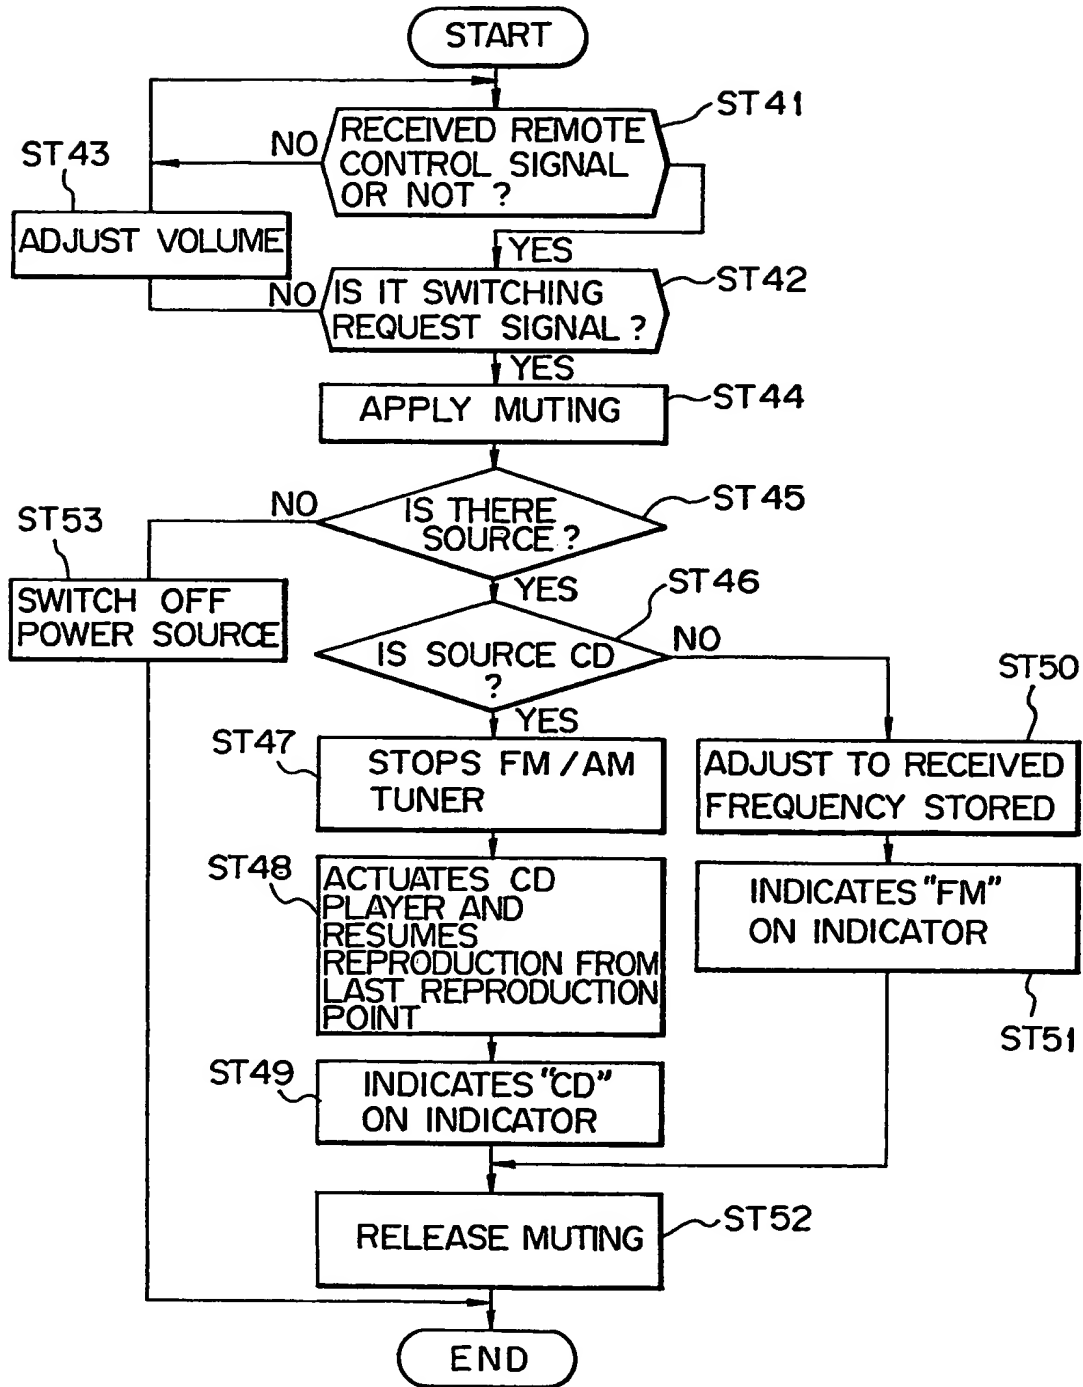 START
ST41
RECEIVED REMOTE
CONTROL SIGNAL
OR NOT ?
NO
ST43
ADJUST VOLUME
YES
ST42
IS IT SWITCHING
REQUEST SIGNAL ?
NO
YES
ST44
APPLY MUTING
ST45
IS THERE
SOURCE ?
NO
ST53
SWITCH OFF
POWER SOURCE
YES
ST46
IS SOURCE CD
?
NO
YES
ST47
STOPS FM / AM
TUNER
ST50
ADJUST TO RECEIVED
FREQUENCY STORED
ST48
ACTUATES CD
PLAYER AND
RESUMES
REPRODUCTION FROM
LAST REPRODUCTION
POINT
INDICATES "FM"
ON INDICATOR
ST51
ST49
INDICATES "CD"
ON INDICATOR
ST52
RELEASE MUTING
END